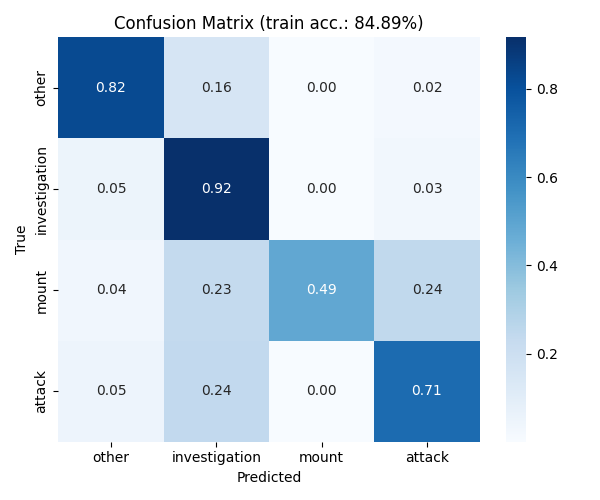 Confusion Matrix (train acc.: 84.89%)
True
other 0.82 0.16 0.00 0.02
investigation 0.05 0.92 0.00 0.03
mount 0.04 0.23 0.49 0.24
attack 0.05 0.24 0.00 0.71
other investigation mount attack
Predicted
0.8
0.6
0.4
0.2